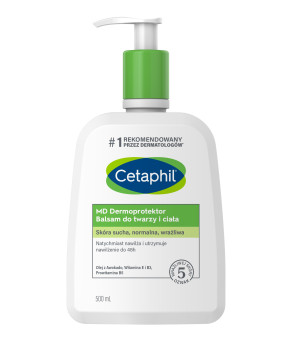 #1 REKOMENDOWANY
PRZEZ DERMATOLOGÓW*
Cetaphil®
MD Dermoprotektor
Balsam do twarzy i ciała
Skóra sucha, normalna, wrażliwa
Natychmiast nawilża i utrzymuje
nawilżenie do 48h
Olej z Awokado, Witamina E i B3,
Prowitamina B5
5
500 ml